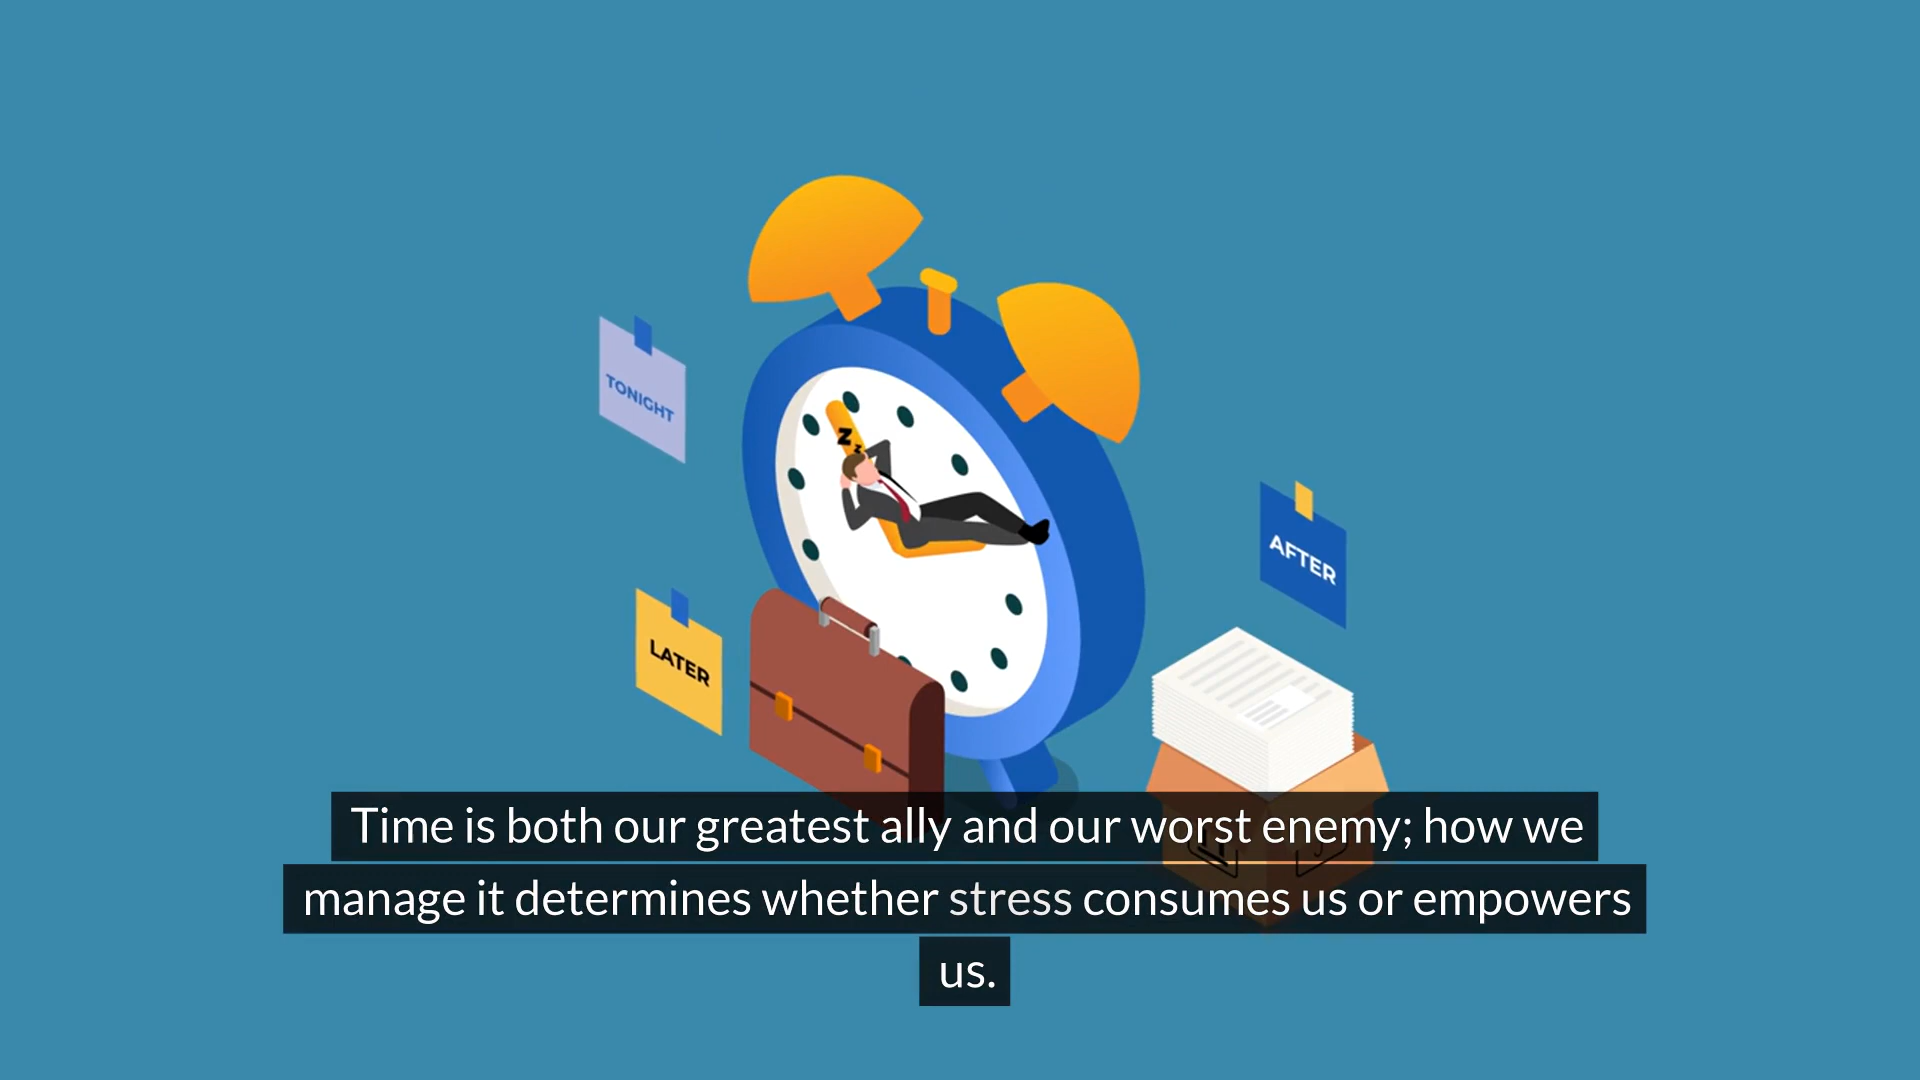 TONIGHT
Z
z
AFTER
LATER
Time is both our greatest ally and our worst enemy; how we
manage it determines whether stress consumes us or empowers
us.